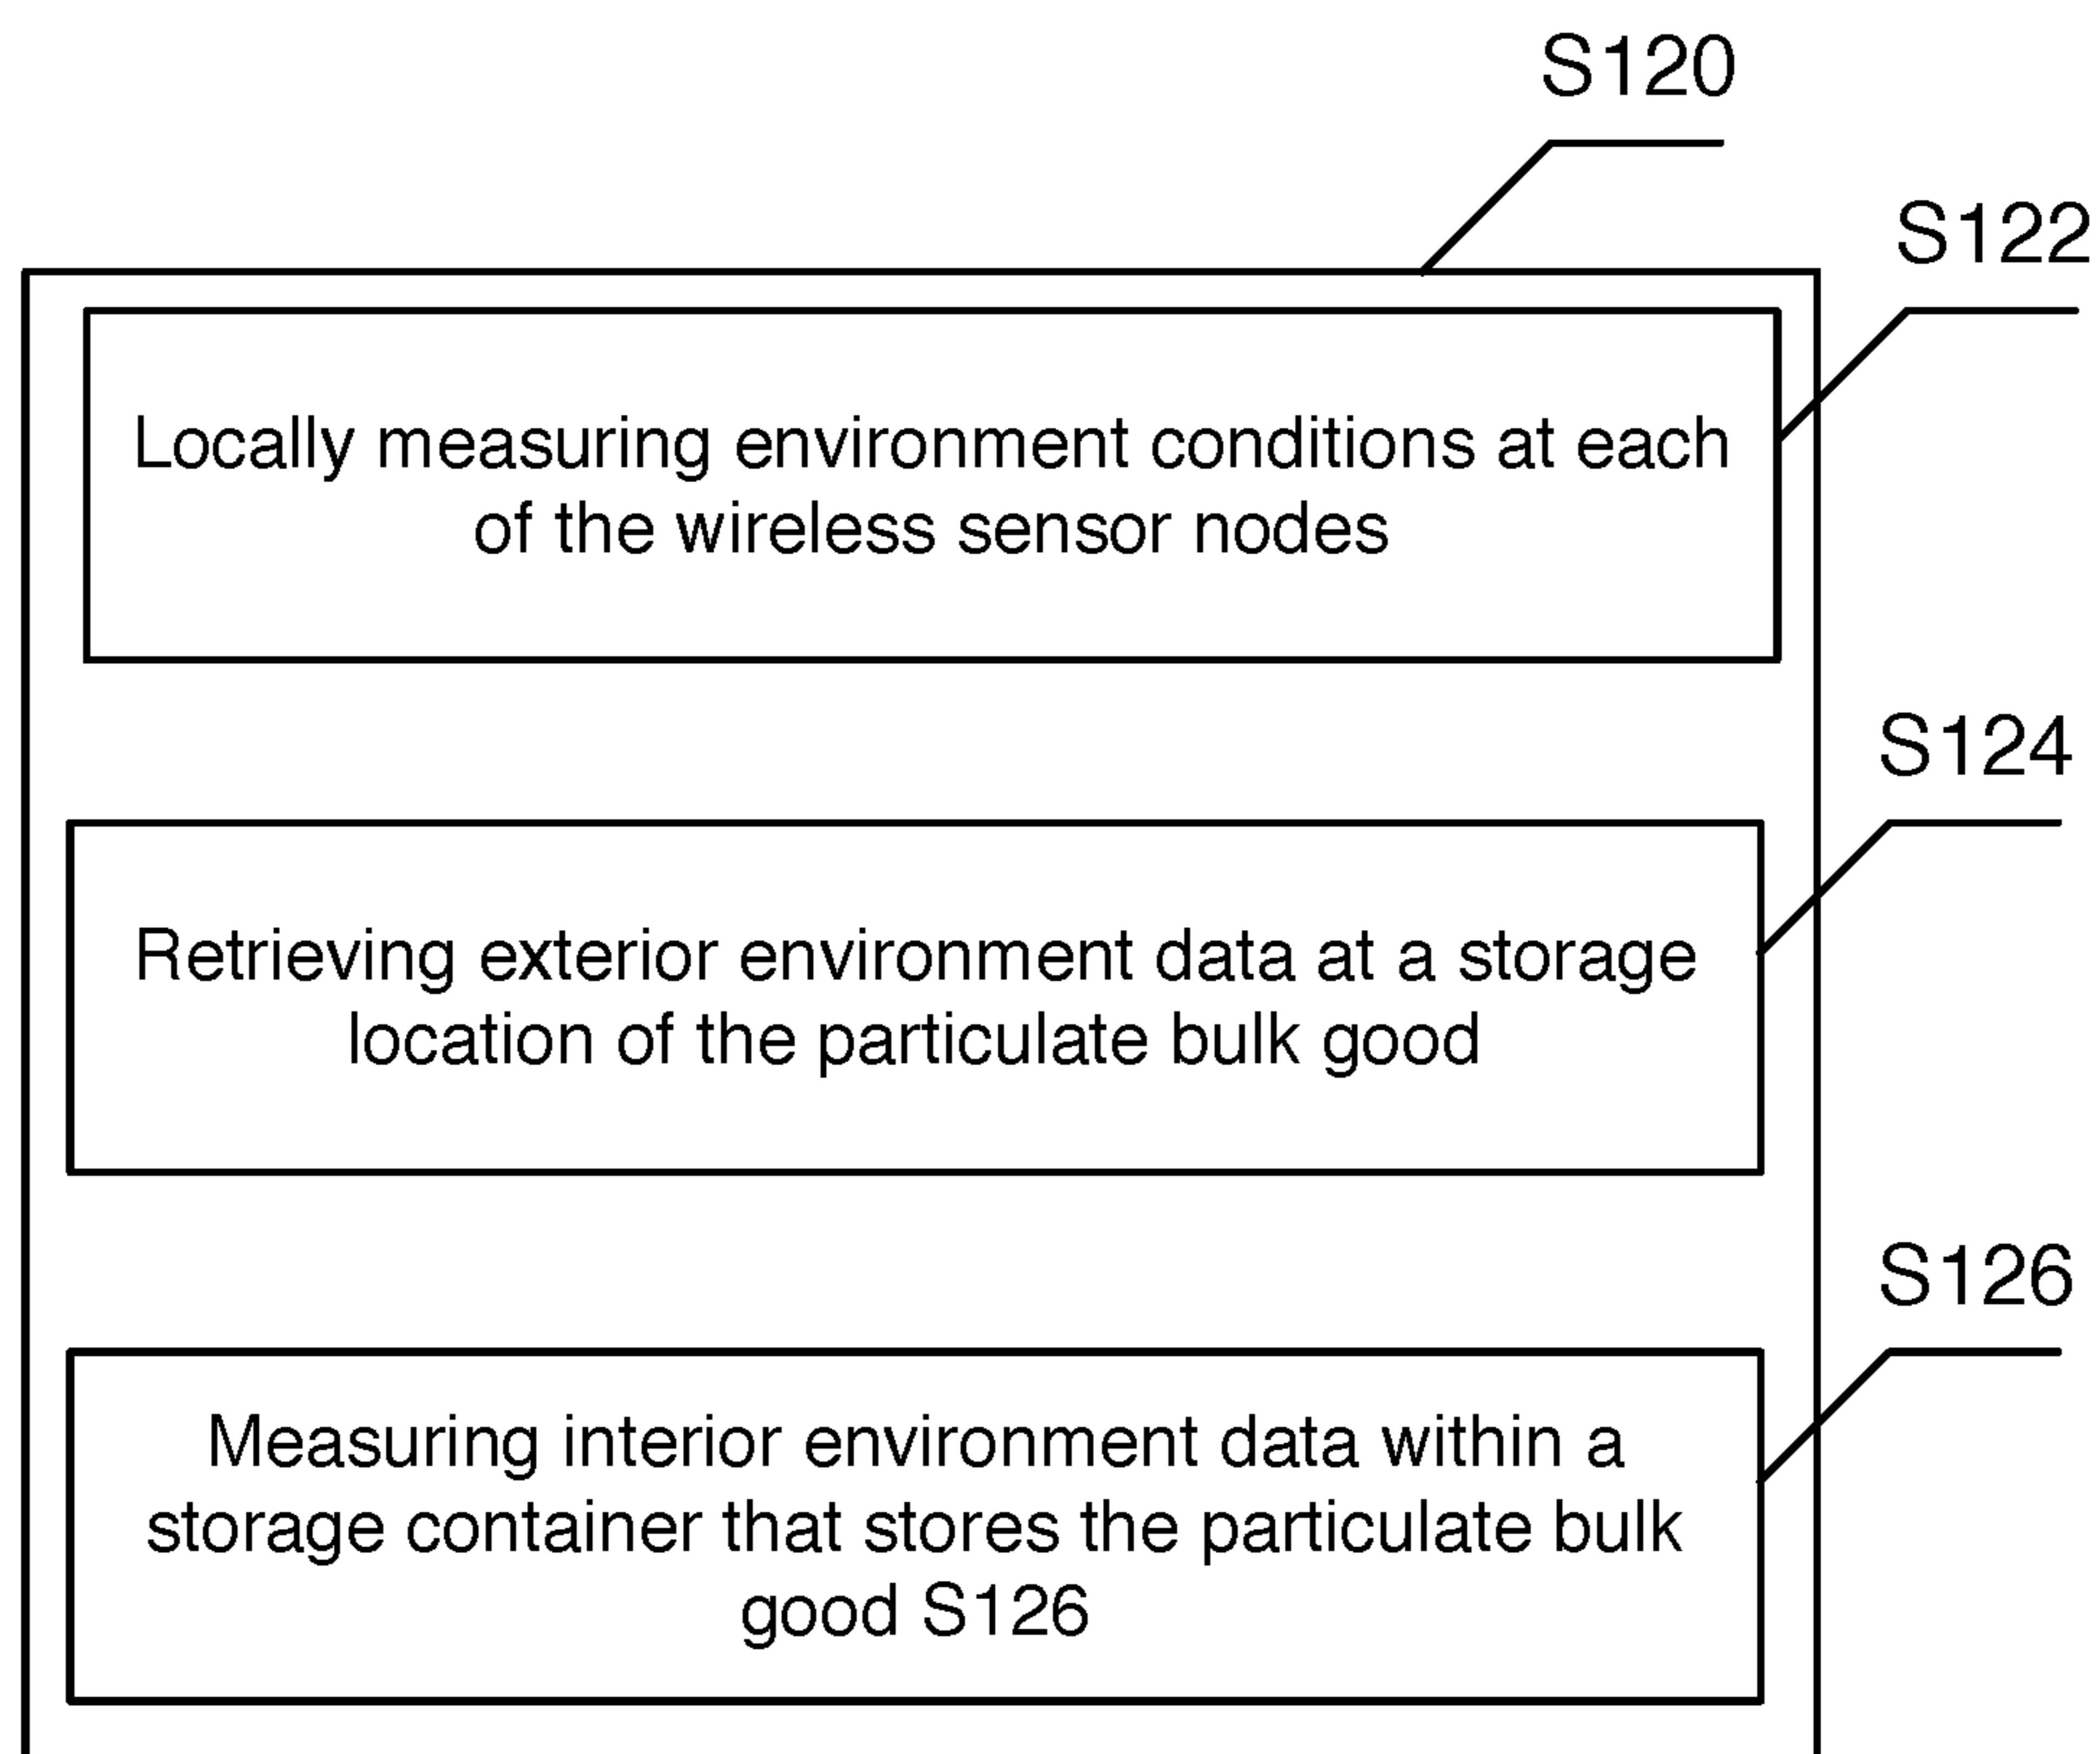 S120
S122
Locally measuring environment conditions at each
of the wireless sensor nodes
S124
Retrieving exterior environment data at a storage
location of the particulate bulk good
S126
Measuring interior environment data within a
storage container that stores the particulate bulk
good S126